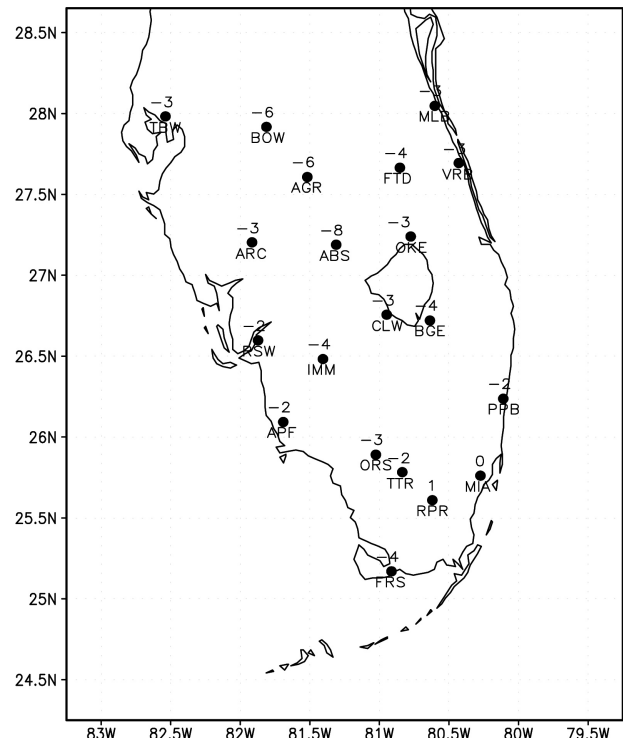 28.5N
28N
27.5N
27N
26.5N
26N
25.5N
25N
24.5N
-3
MLB
-3
TBW
-6
BOW
-3
VRB
-4
FTD
-6
AGR
-3
OKE
-3
ARC
-8
ABS
-3
CLW
-4
BGE
-2
RSW
-4
IMM
-2
PPB
-2
APF
-3
ORS
-2
TTR
0
MIA
1
RPR
-4
FRS
83W 82.5W 82W 81.5W 81W 80.5W 80W 79.5W